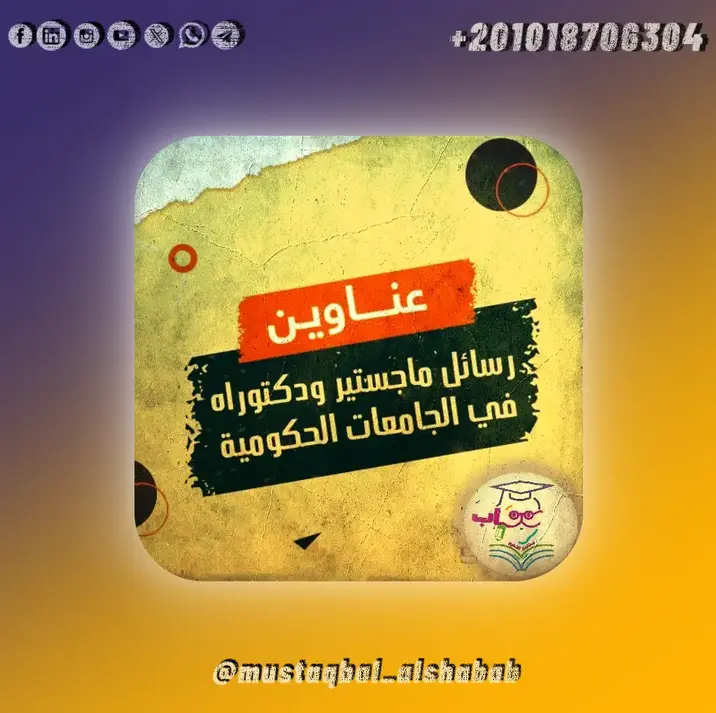 +201018706304
عناوين
رسائل ماجستير ودكتوراه
في الجامعات الحكومية
@mustaqbal_alshabab